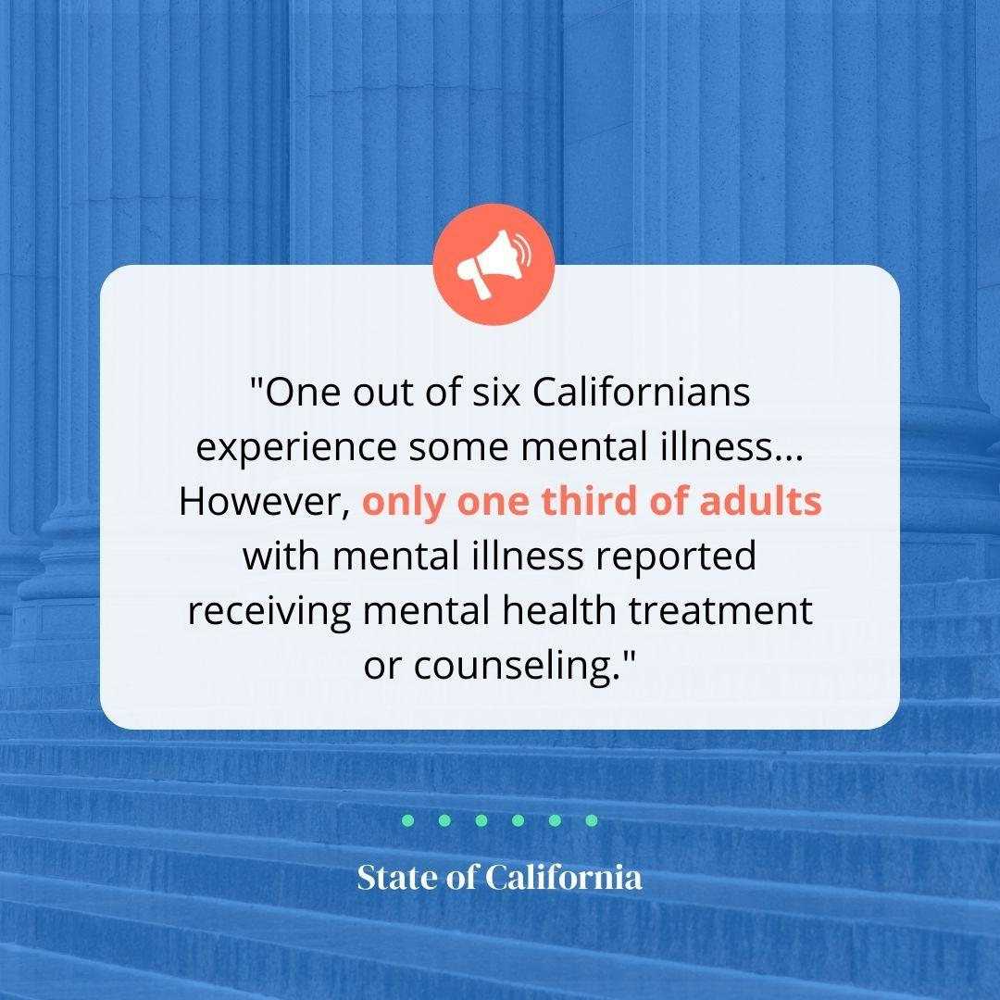 "One out of six Californians
experience some mental illness...
However, only one third of adults
with mental illness reported
receiving mental health treatment
or counseling."
State of California